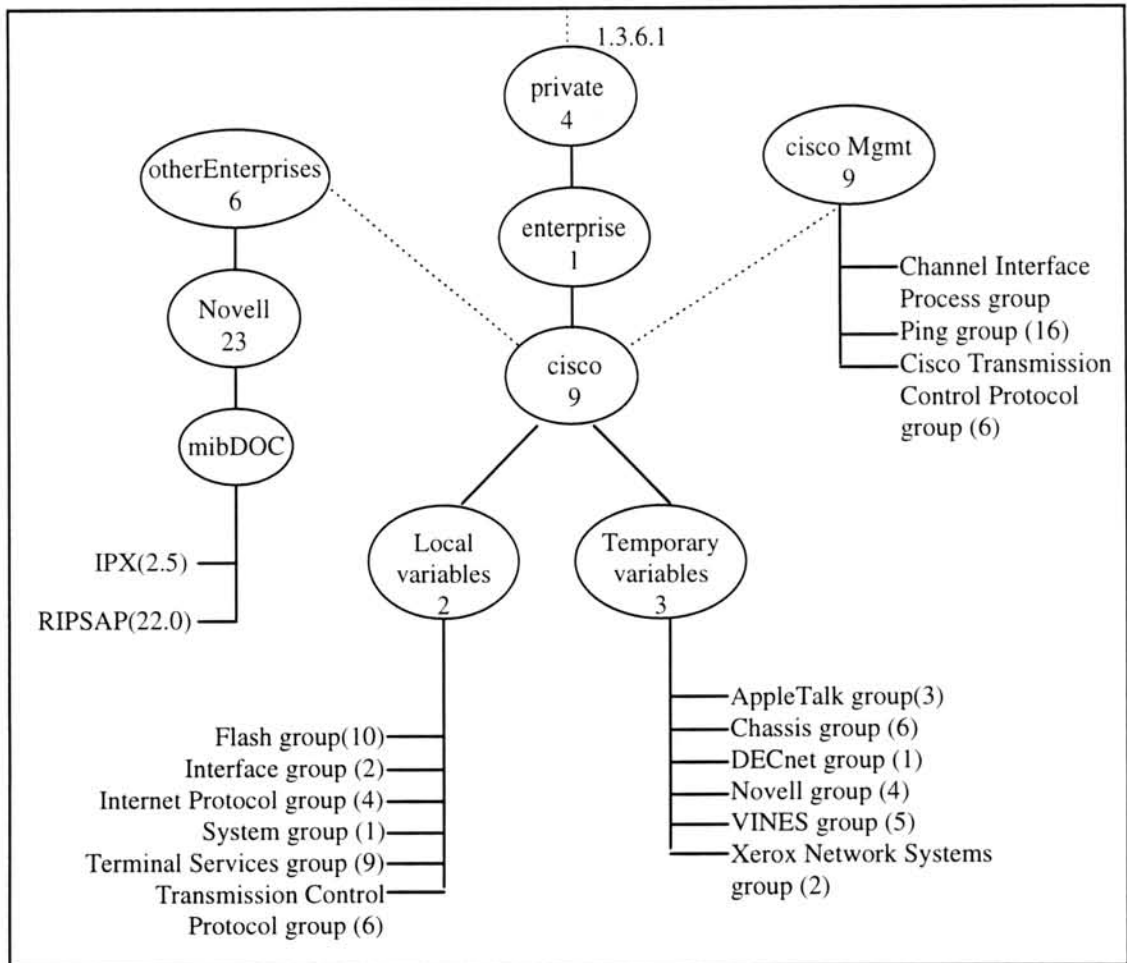 1.3.6.1
private
4
otherEnterprises
6
cisco Mgmt
9
enterprise
1
Novell
23
Channel Interface
Process group
Ping group (16)
Cisco Transmission
Control Protocol
group (6)
cisco
9
mibDOC
IPX(2.5)
RIPSAP(22.0)
Local
variables
2
Temporary
variables
3
Flash group(10)
Interface group (2)
Internet Protocol group (4)
System group (1)
Terminal Services group (9)
Transmission Control
Protocol group (6)
AppleTalk group(3)
Chassis group (6)
DECnet group (1)
Novell group (4)
VINES group (5)
Xerox Network Systems
group (2)